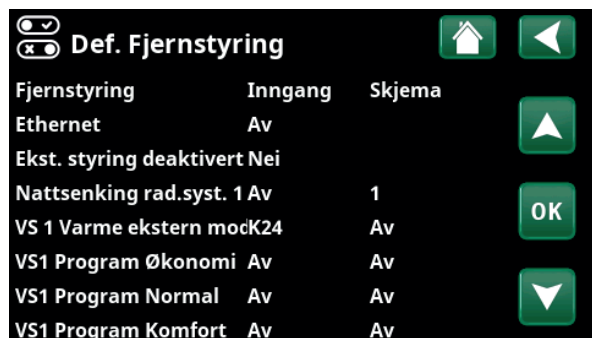 Def. Fjernstyring
Fjernstyring Inngang Skjema
Ethernet Av
Ekst. styring deaktivert Nei
Nattsenking rad.syst. 1 Av 1
OK
VS 1 Varme ekstern mod K24 Av
VS1 Program Økonomi Av Av
VS1 Program Normal Av Av
VS1 Program Komfort Av Av